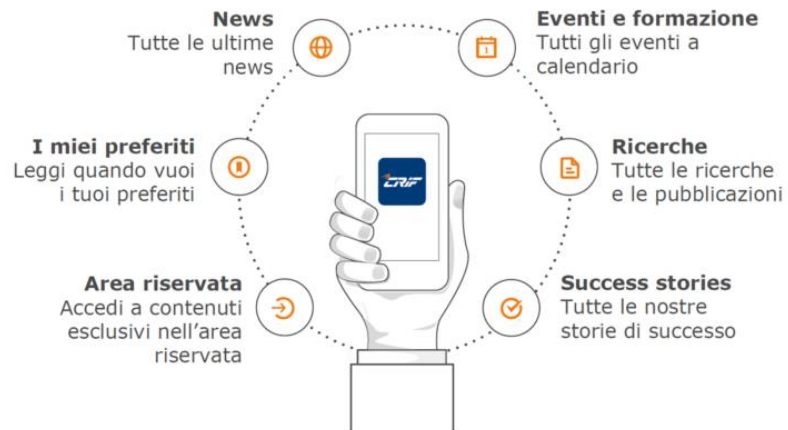 News
Tutte le ultime
news
Eventi e formazione
Tutti gli eventi a
calendario
I miei preferiti
Leggi quando vuoi
i tuoi preferiti
CRIF
Ricerche
Tutte le ricerche
e le pubblicazioni
Area riservata
Accedi a contenuti
esclusivi nell'area
riservata
Success stories
Tutte le nostre
storie di successo
1